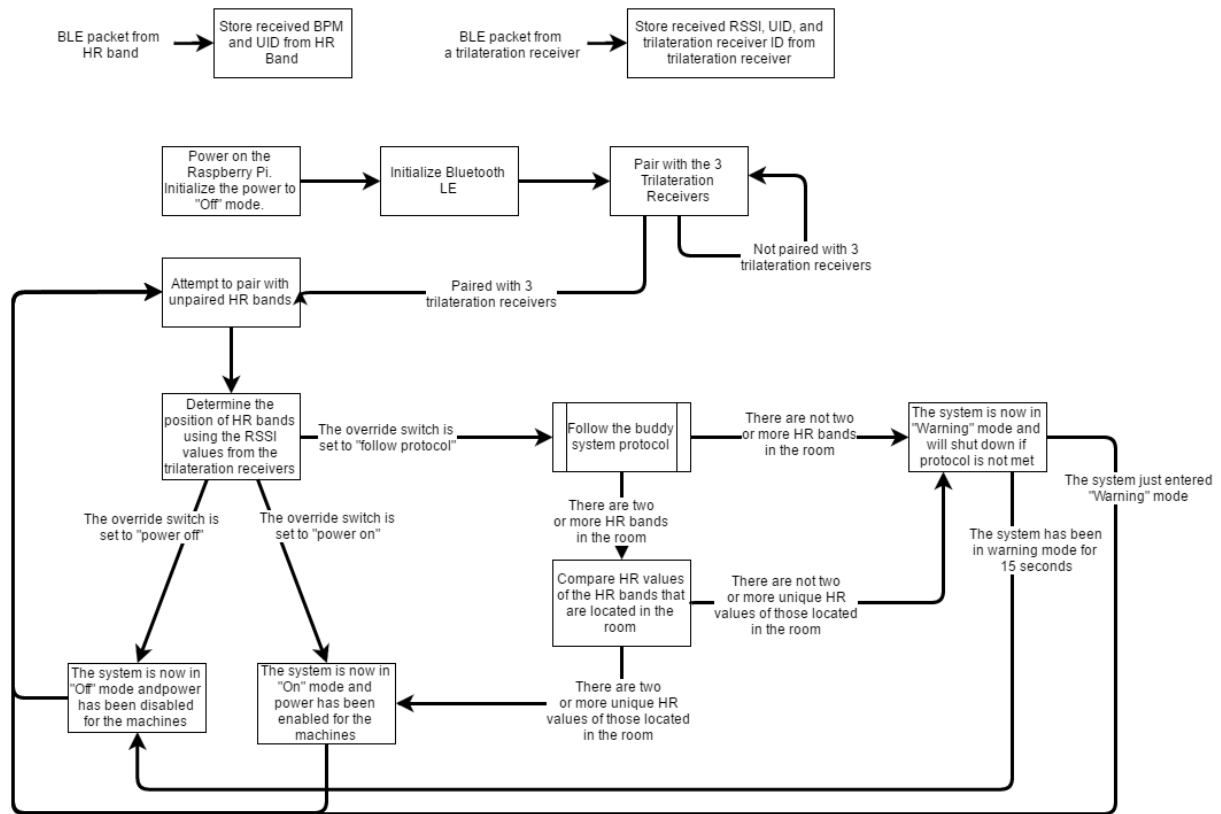 BLE packet from
HR band
Store received BPM
and UID from HR
Band
BLE packet from
a trilateration receiver
Store received RSSI, UID, and
trilateration receiver ID from
trilateration receiver
Power on the
Raspberry Pi.
Initialize the power to
"Off" mode.
Initialize Bluetooth
LE
Pair with the 3
Trilateration
Receivers
Not paired with 3
trilateration receivers
Attempt to pair with
unpaired HR bands
Paired with 3
trilateration receivers
Determine the
position of HR bands
using the RSSI
values from the
trilateration receivers
The override switch is
set to "follow protocol"
Follow the buddy
system protocol
There are not two
or more HR bands
in the room
The system is now in
"Warning" mode and
will shut down if
protocol is not met
The system just entered
"Warning" mode
The override switch is
set to "power off"
The override switch is
set to "power on"
There are two
or more HR bands
in the room
The system has been
in warning mode for
15 seconds
Compare HR values
of the HR bands that
are located in the
room
There are not two
or more unique HR
values of those located
in the room
The system is now in
"Off" mode andpower
has been disabled
for the machines
The system is now in
"On" mode and
power has been
enabled for the
machines
There are two
or more unique HR
values of those located
in the room